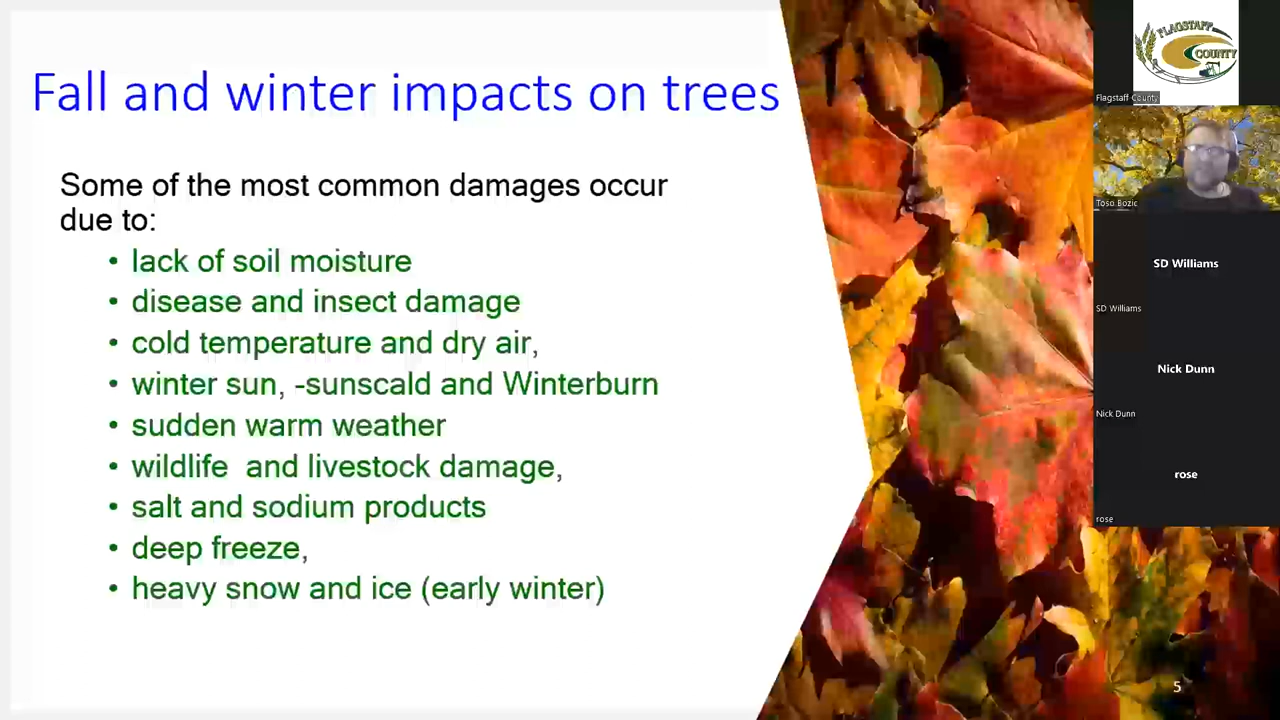 Fall and winter impacts on trees
Some of the most common damages occur
due to:
• lack of soil moisture
• disease and insect damage
• cold temperature and dry air,
• winter sun, -sunscald and Winterburn
• sudden warm weather
• wildlife  and livestock damage,
• salt and sodium products
• deep freeze,
• heavy snow and ice (early winter)
5
FLAGSTAFF
COUNTY
Flagstaff County
Toso Bozic
SD Williams
SD Williams
Nick Dunn
Nick Dunn
rose
rose